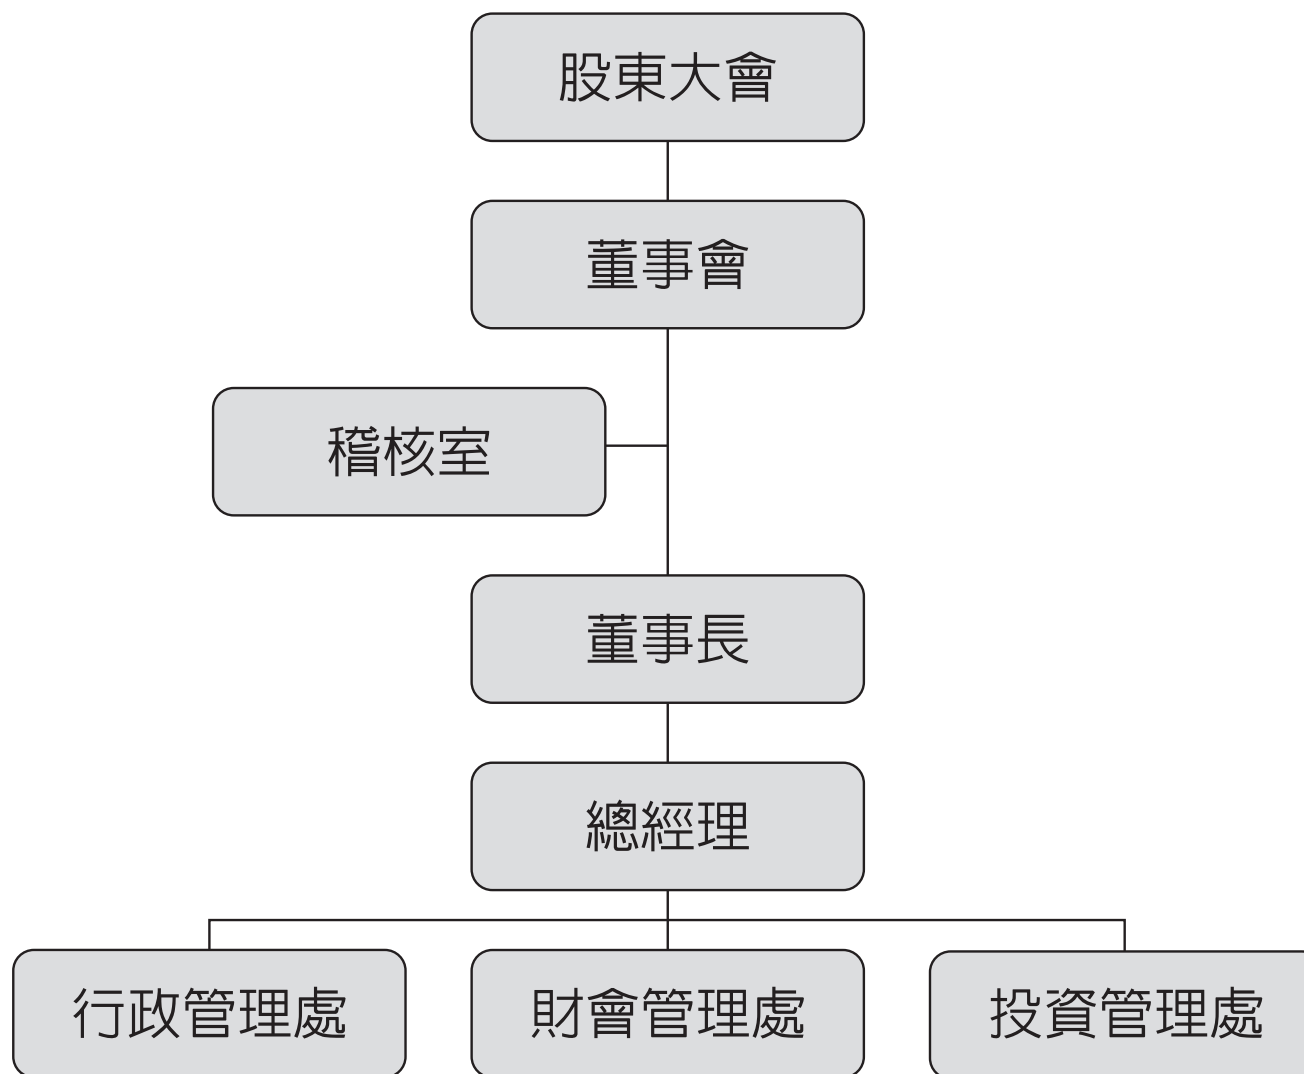 股東大會
董事會
稽核室
董事長
總經理
行政管理處
財會管理處
投資管理處